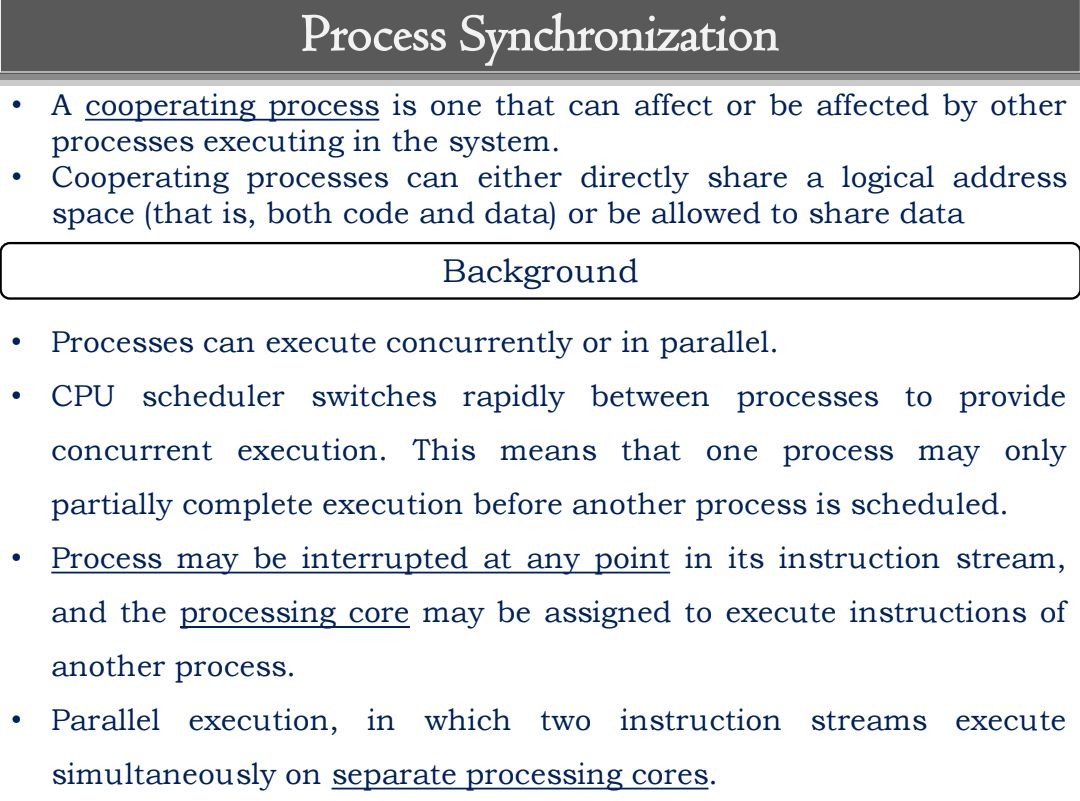 Process Synchronization
• A cooperating process is one that can affect or be affected by other
processes executing in the system.
• Cooperating processes can either directly share a logical address
space (that is, both code and data) or be allowed to share data
Background
• Processes can execute concurrently or in parallel.
• CPU scheduler switches rapidly between processes to provide
concurrent execution. This means that one process may only
partially complete execution before another process is scheduled.
• Process may be interrupted at any point in its instruction stream,
and the processing core may be assigned to execute instructions of
another process.
• Parallel execution, in which two instruction streams execute
simultaneously on separate processing cores.